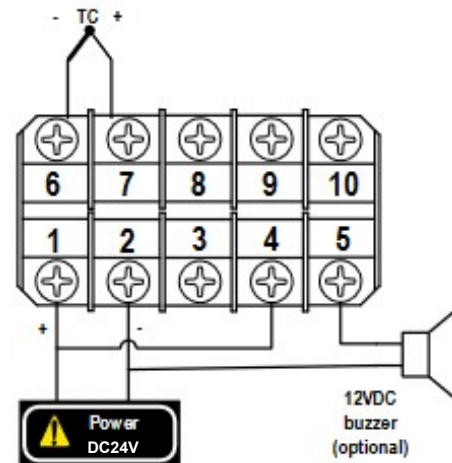 - TC +
6 7 8 9 10
1 2 3 4 5
+ -
Power
DC24V
12VDC
buzzer
(optional)